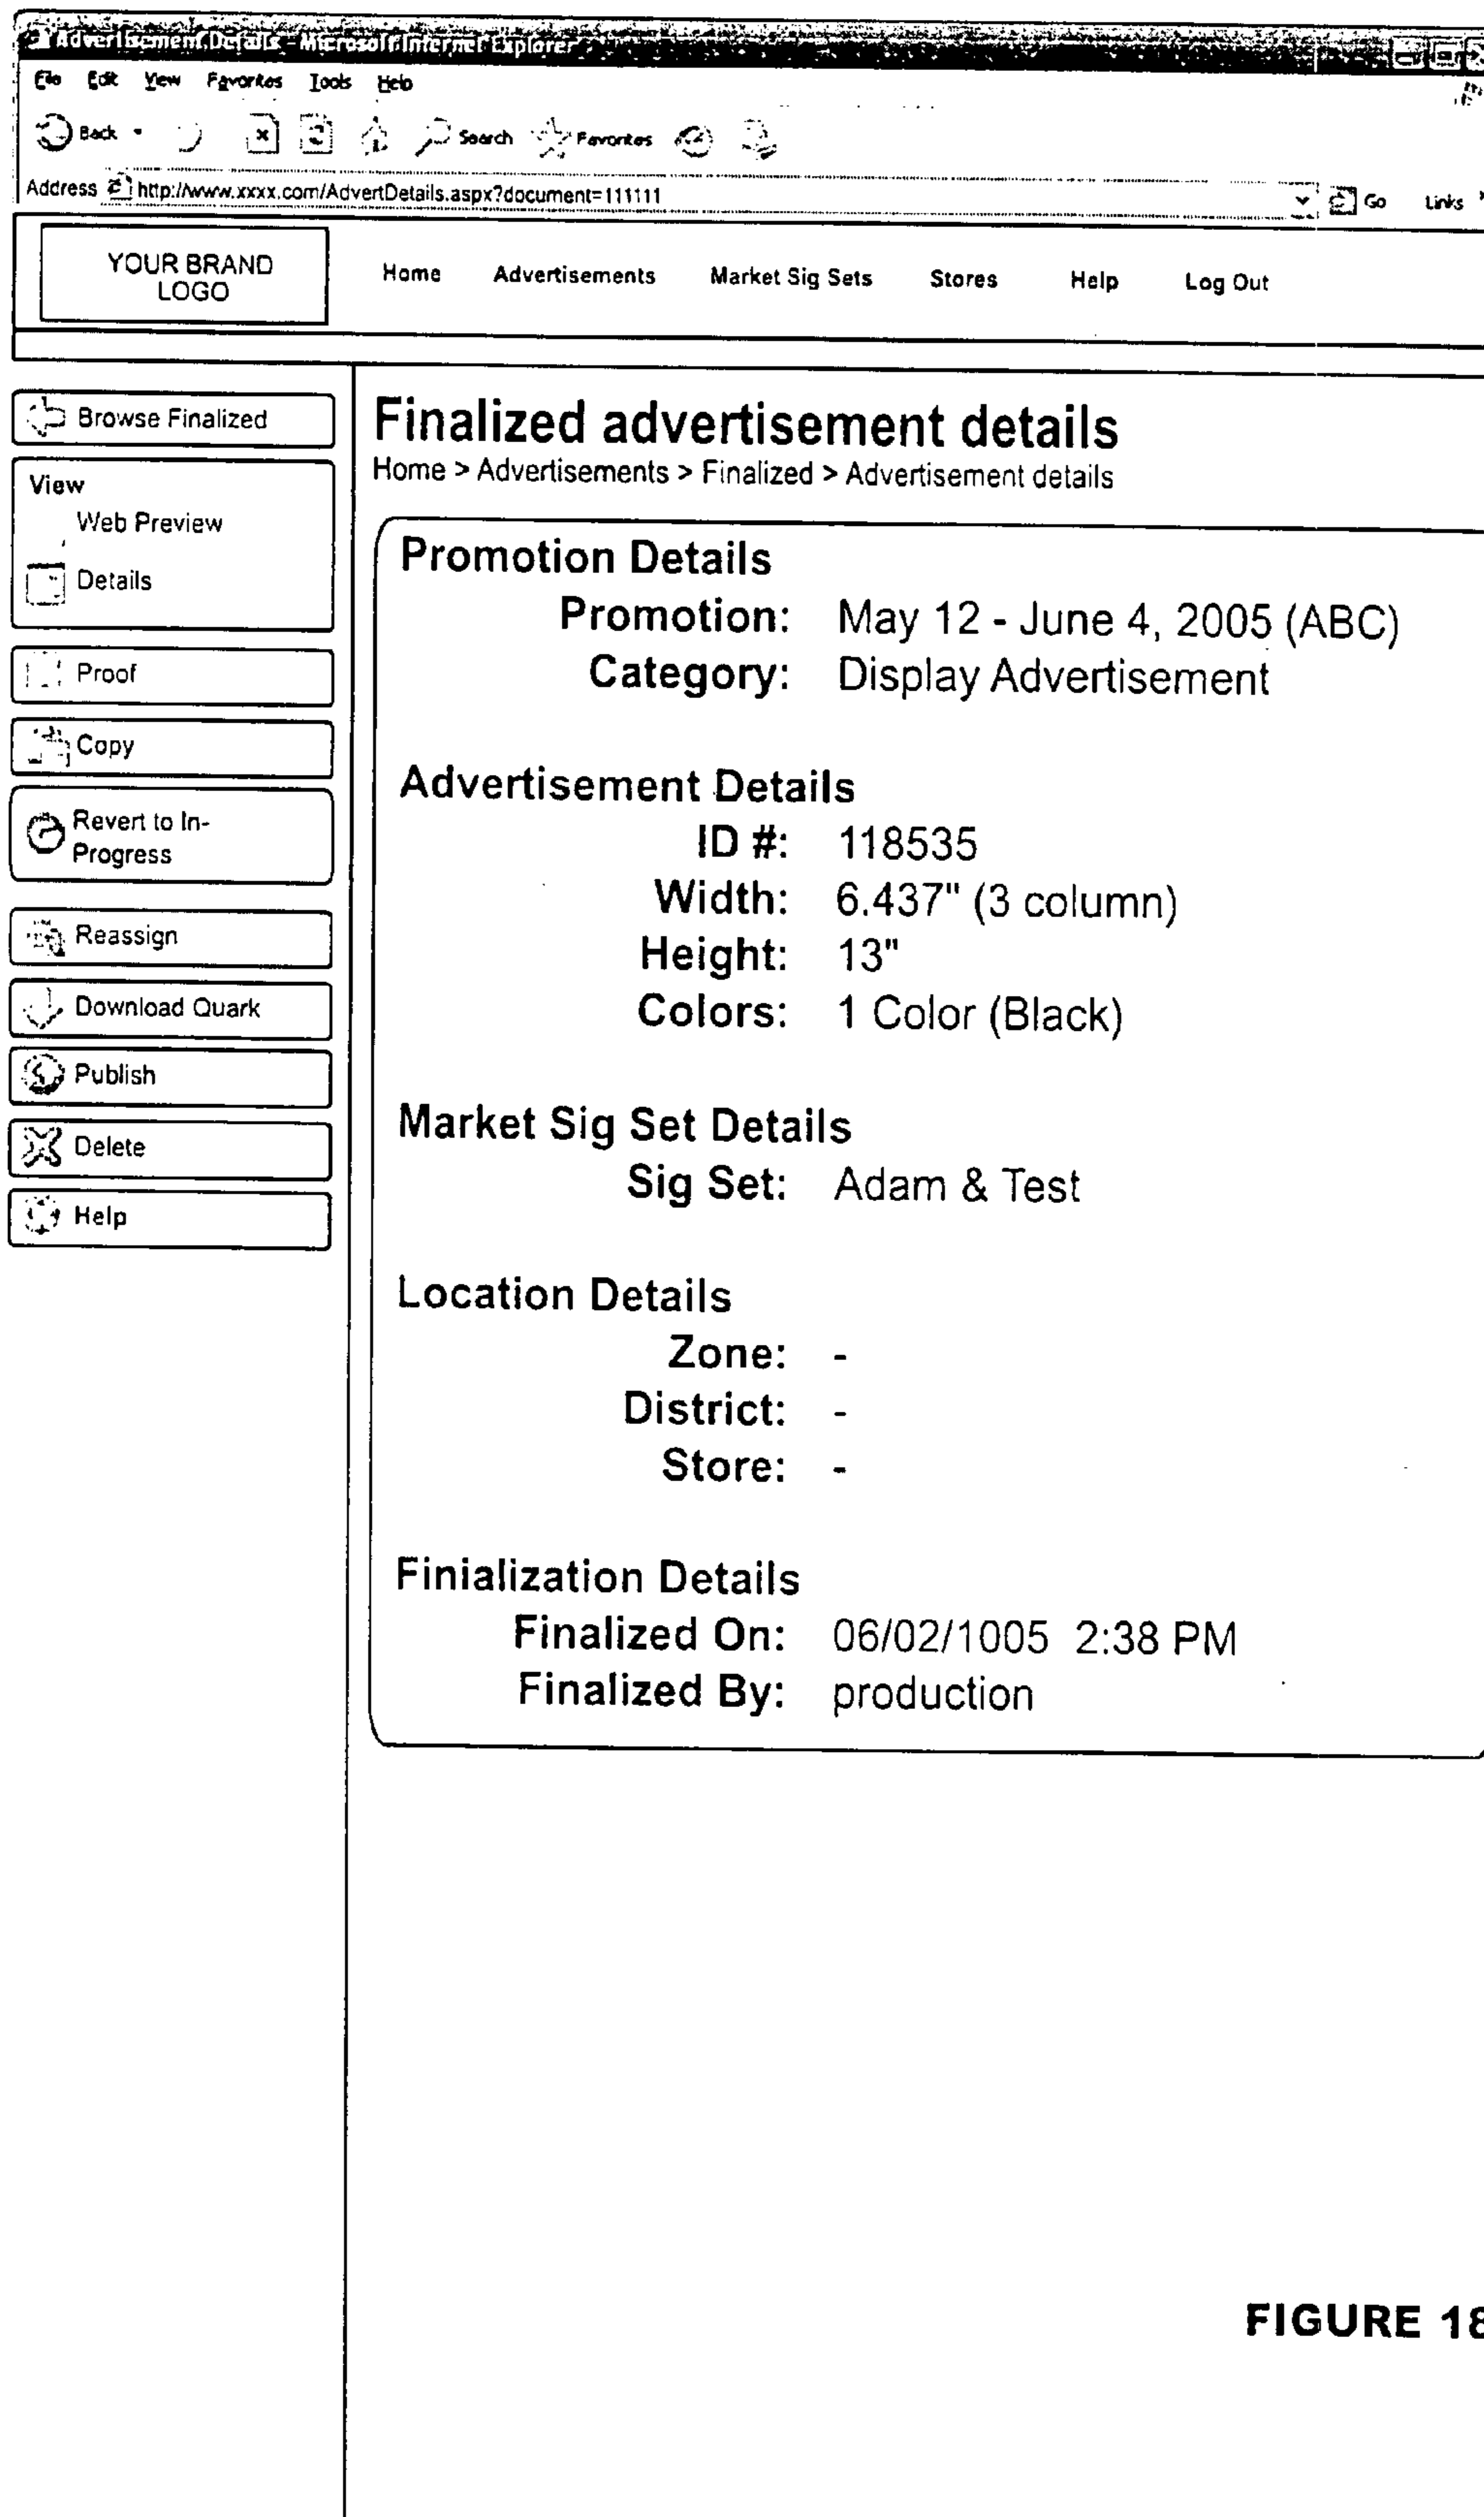 Advertisement Details - Microsoft Internet Explorer
File Edit View Favorites Tools Help
Back Search Favorites
Address http://www.xxxx.com/AdvertDetails.aspx?document=111111 Go Links
YOUR BRAND
LOGO
Home Advertisements Market Sig Sets Stores Help Log Out
Browse Finalized
View
Web Preview
Details
Proof
Copy
Revert to In-
Progress
Reassign
Download Quark
Publish
Delete
Help
Finalized advertisement details
Home > Advertisements > Finalized > Advertisement details
Promotion Details
Promotion: May 12 - June 4, 2005 (ABC)
Category: Display Advertisement
Advertisement Details
ID #: 118535
Width: 6.437" (3 column)
Height: 13"
Colors: 1 Color (Black)
Market Sig Set Details
Sig Set: Adam & Test
Location Details
Zone: -
District: -
Store: -
Finialization Details
Finalized On: 06/02/1005 2:38 PM
Finalized By: production
FIGURE 18